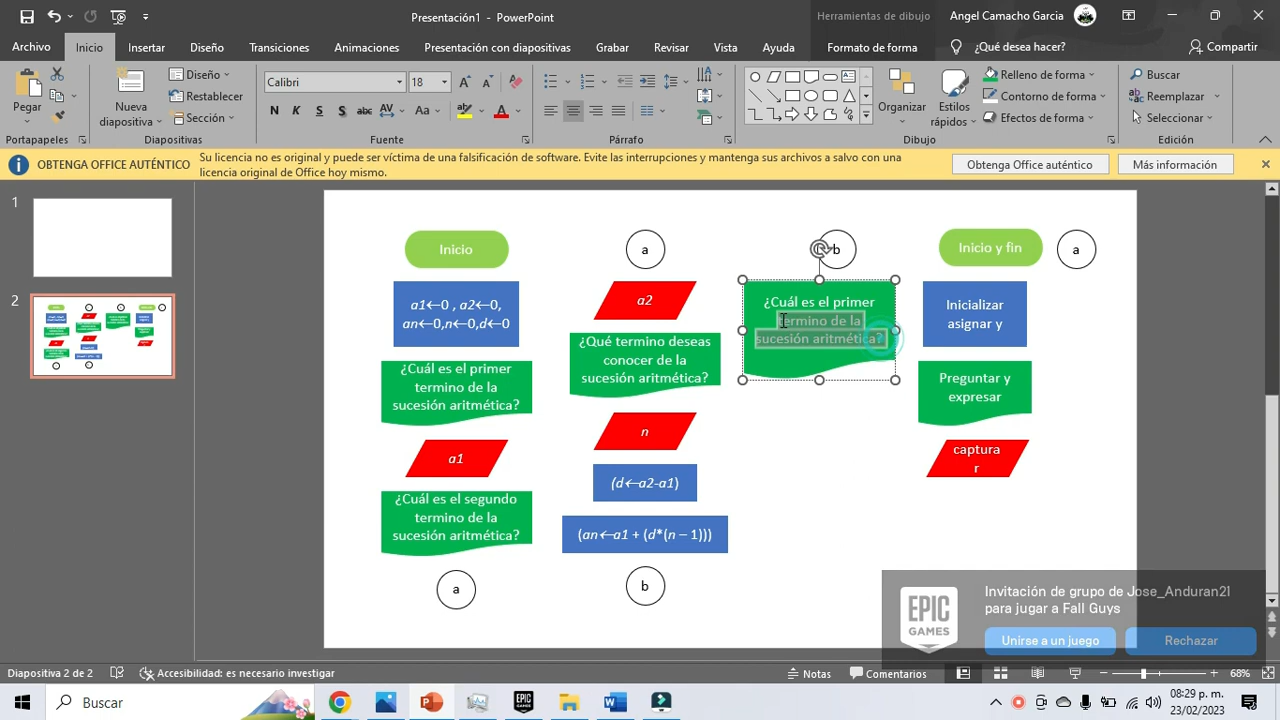 Presentación1 - PowerPoint
Herramientas de dibujo
Angel Camacho Garcia
Archivo
Inicio
Insertar
Diseño
Transiciones
Animaciones
Presentación con diapositivas
Grabar
Revisar
Vista
Ayuda
Formato de forma
¿Qué desea hacer?
Compartir
Pegar
Nueva
diapositiva
Diseño
Restablecer
Sección
Calibri
18
N K S S abc AV Aa
Organizar
Estilos
rápidos
Relleno de forma
Contorno de forma
Efectos de forma
Buscar
Reemplazar
Seleccionar
Portapapeles
Diapositivas
Fuente
Párrafo
Dibujo
Edición
OBTENGA OFFICE AUTÉNTICO
Su licencia no es original y puede ser víctima de una falsificación de software. Evite las interrupciones y mantenga sus archivos a salvo con una
licencia original de Office hoy mismo.
Obtenga Office auténtico
Más información
1
2
Inicio
a1←0 , a2←0,
an←0,n←0,d←0
¿Cuál es el primer
termino de la
sucesión aritmética?
a1
¿Cuál es el segundo
termino de la
sucesión aritmética?
a
a
a2
¿Qué termino deseas
conocer de la
sucesión aritmética?
n
(d←a2-a1)
(an←a1 + (d*(n – 1)))
b
b
¿Cuál es el primer
termino de la
sucesión aritmética?
Inicio y fin
a
Inicializar
asignar y
Preguntar y
expresar
captura
r
EPIC
GAMES
Invitación de grupo de Jose_Anduran21
para jugar a Fall Guys
Unirse a un juego
Rechazar
Diapositiva 2 de 2
Accesibilidad: es necesario investigar
Notas
Comentarios
68%
Buscar
08:29 p. m.
23/02/2023